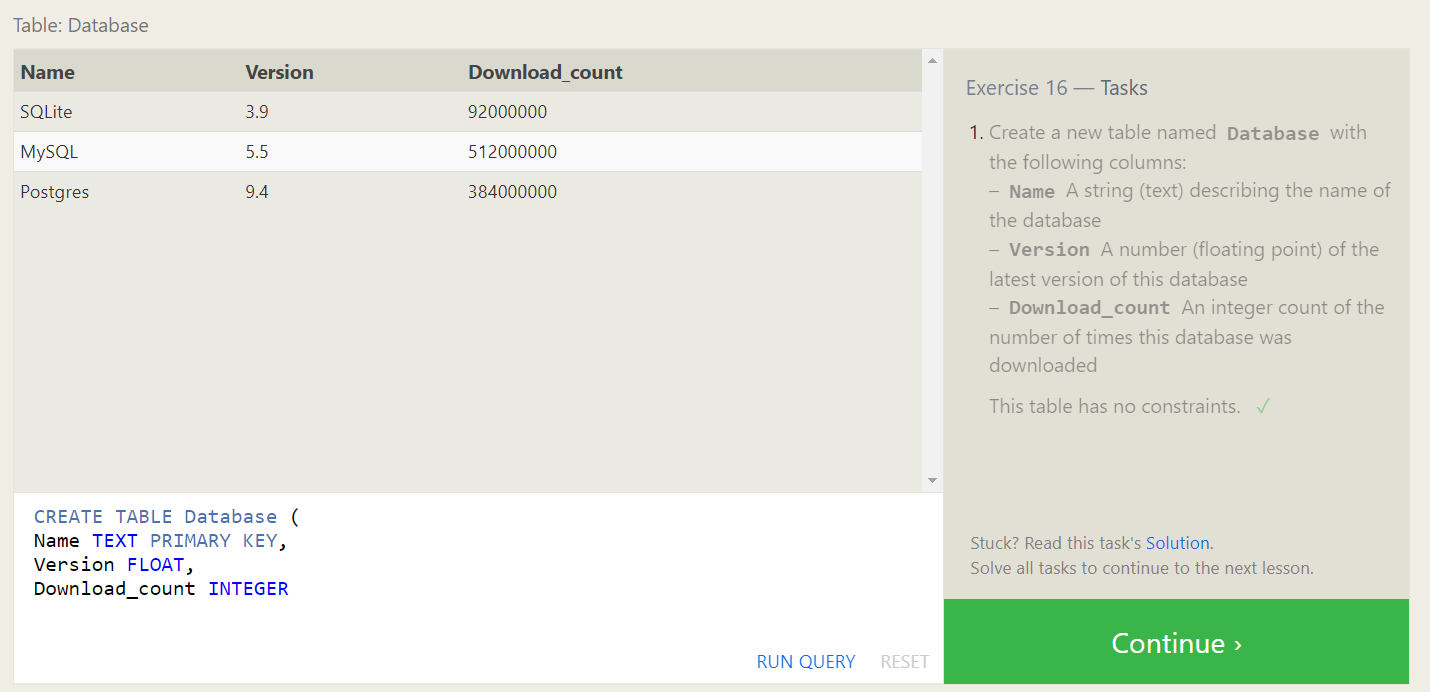 Table: Database
Name Version Download_count
SQLite 3.9 92000000
MySQL 5.5 512000000
Postgres 9.4 384000000
CREATE TABLE Database (
Name TEXT PRIMARY KEY,
Version FLOAT,
Download_count INTEGER
RUN QUERY RESET
Exercise 16 — Tasks
1. Create a new table named Database with
the following columns:
– Name A string (text) describing the name of
the database
– Version A number (floating point) of the
latest version of this database
– Download_count An integer count of the
number of times this database was
downloaded
This table has no constraints. ✓
Stuck? Read this task's Solution.
Solve all tasks to continue to the next lesson.
Continue ›